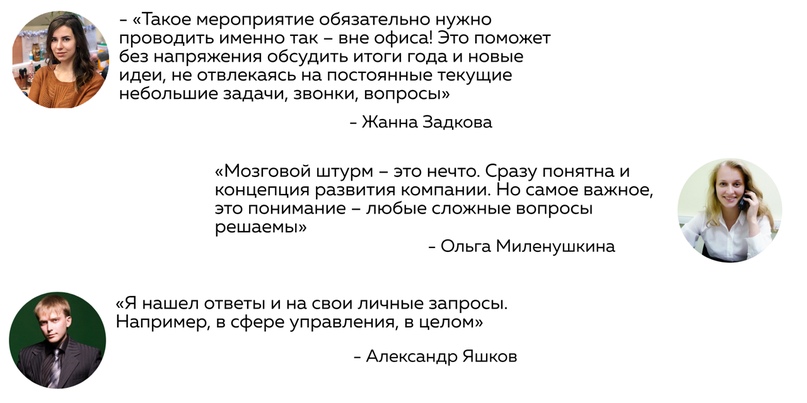 - «Такое мероприятие обязательно нужно
проводить именно так – вне офиса! Это поможет
без напряжения обсудить итоги года и новые
идеи, не отвлекаясь на постоянные текущие
небольшие задачи, звонки, вопросы»
- Жанна Задкова
«Мозговой штурм – это нечто. Сразу понятна и
концепция развития компании. Но самое важное,
это понимание – любые сложные вопросы
решаемы»
- Ольга Миленушкина
«Я нашел ответы и на свои личные запросы.
Например, в сфере управления, в целом»
- Александр Яшков